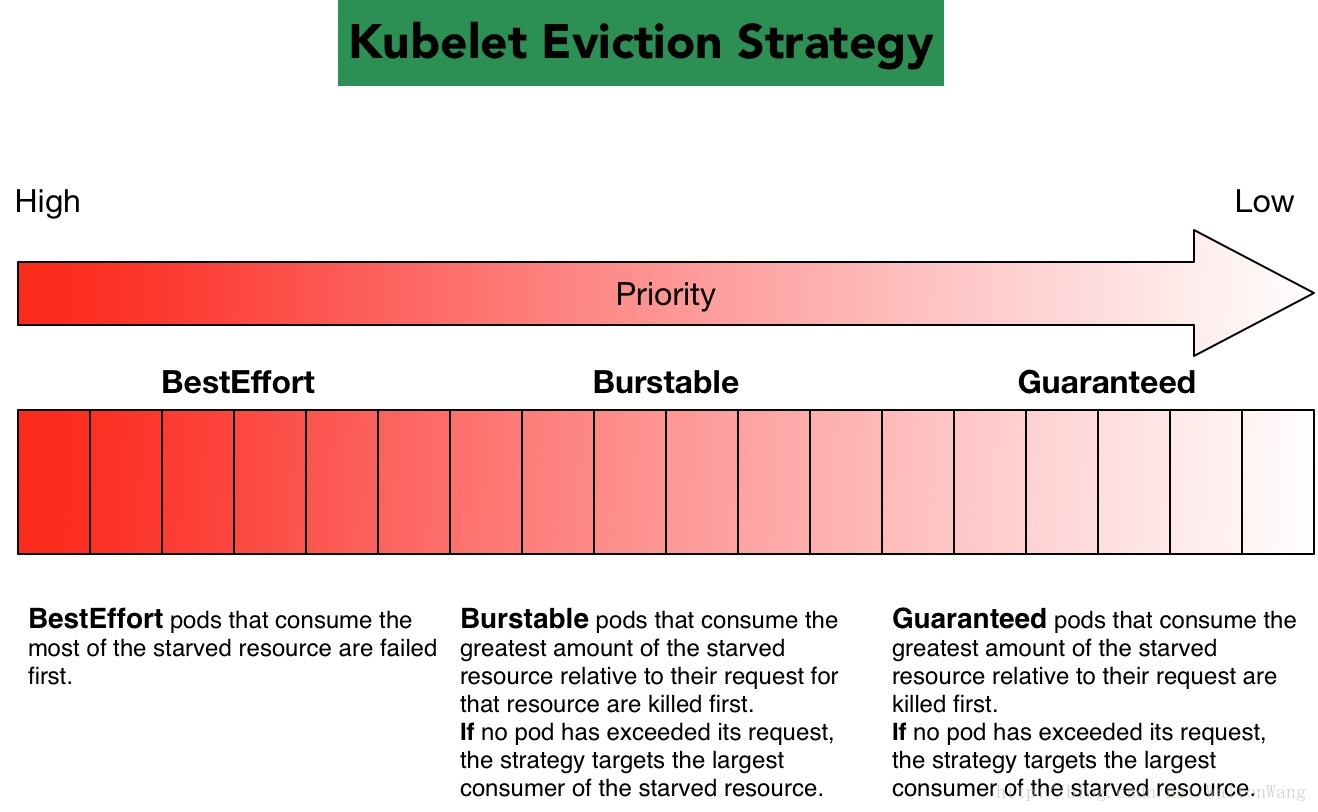 Kubelet Eviction Strategy
High
Low
Priority
BestEffort
Burstable
Guaranteed
BestEffort pods that consume the
most of the starved resource are failed
first.
Burstable pods that consume the
greatest amount of the starved
resource relative to their request for
that resource are killed first.
If no pod has exceeded its request,
the strategy targets the largest
consumer of the starved resource.
Guaranteed pods that consume the
greatest amount of the starved
resource relative to their request are
killed first.
If no pod has exceeded its request,
the strategy targets the largest
consumer of the starved resource.